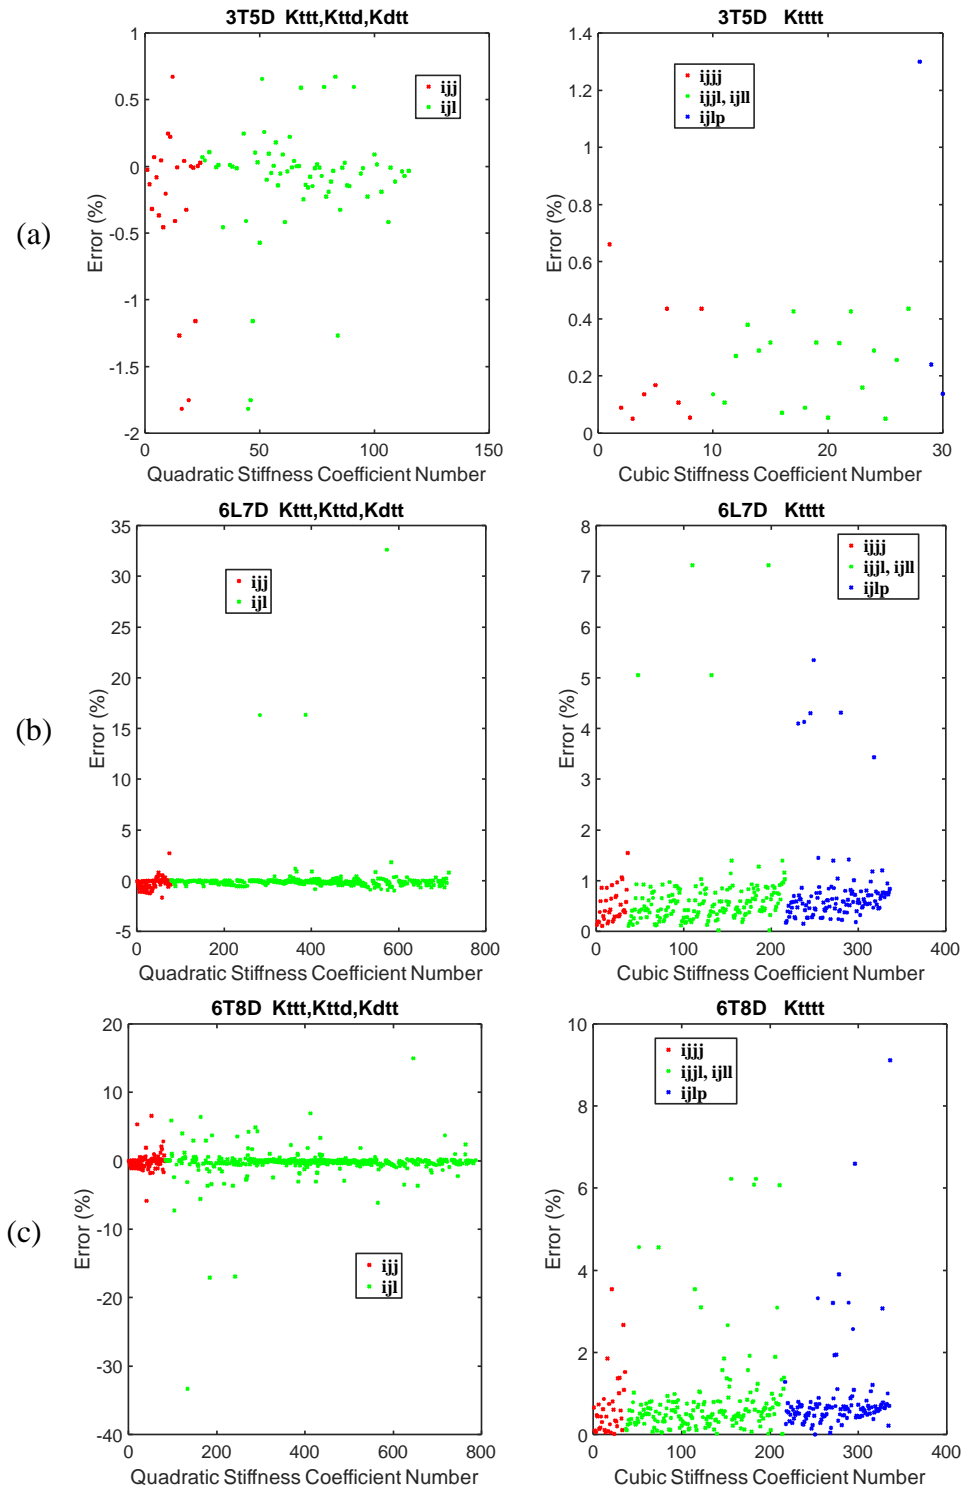 (a)
3T5D Kttt,Kttd,Kdtt
1
0.5
0
-0.5
-1
-1.5
-2
0
50
100
150
Error (%)
Quadratic Stiffness Coefficient Number
ijj
ijl
3T5D Ktttt
1.4
1.2
1
0.8
0.6
0.4
0.2
0
0
10
20
30
Error (%)
Cubic Stiffness Coefficient Number
ijjj
ijjl, ijll
ijlp
(b)
6L7D Kttt,Kttd,Kdtt
35
30
25
20
15
10
5
0
-5
0
200
400
600
800
Error (%)
Quadratic Stiffness Coefficient Number
ijj
ijl
6L7D Ktttt
8
7
6
5
4
3
2
1
0
0
100
200
300
400
Error (%)
Cubic Stiffness Coefficient Number
ijjj
ijjl, ijll
ijlp
(c)
6T8D Kttt,Kttd,Kdtt
20
10
0
-10
-20
-30
-40
0
200
400
600
800
Error (%)
Quadratic Stiffness Coefficient Number
ijj
ijl
6T8D Ktttt
10
8
6
4
2
0
0
100
200
300
400
Error (%)
Cubic Stiffness Coefficient Number
ijjj
ijjl, ijll
ijlp